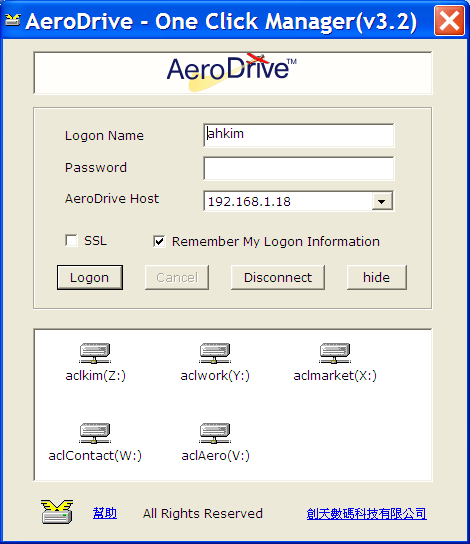 AeroDrive - One Click Manager(v3.2)
AeroDrive™
Logon Name ahkim
Password
AeroDrive Host 192.168.1.18
SSL Remember My Logon Information
Logon Cancel Disconnect hide
aclkim(Z:) aclwork(Y:) aclmarket(X:)
aclContact(W:) aclAero(V:)
幫助 All Rights Reserved 創天數碼科技有限公司